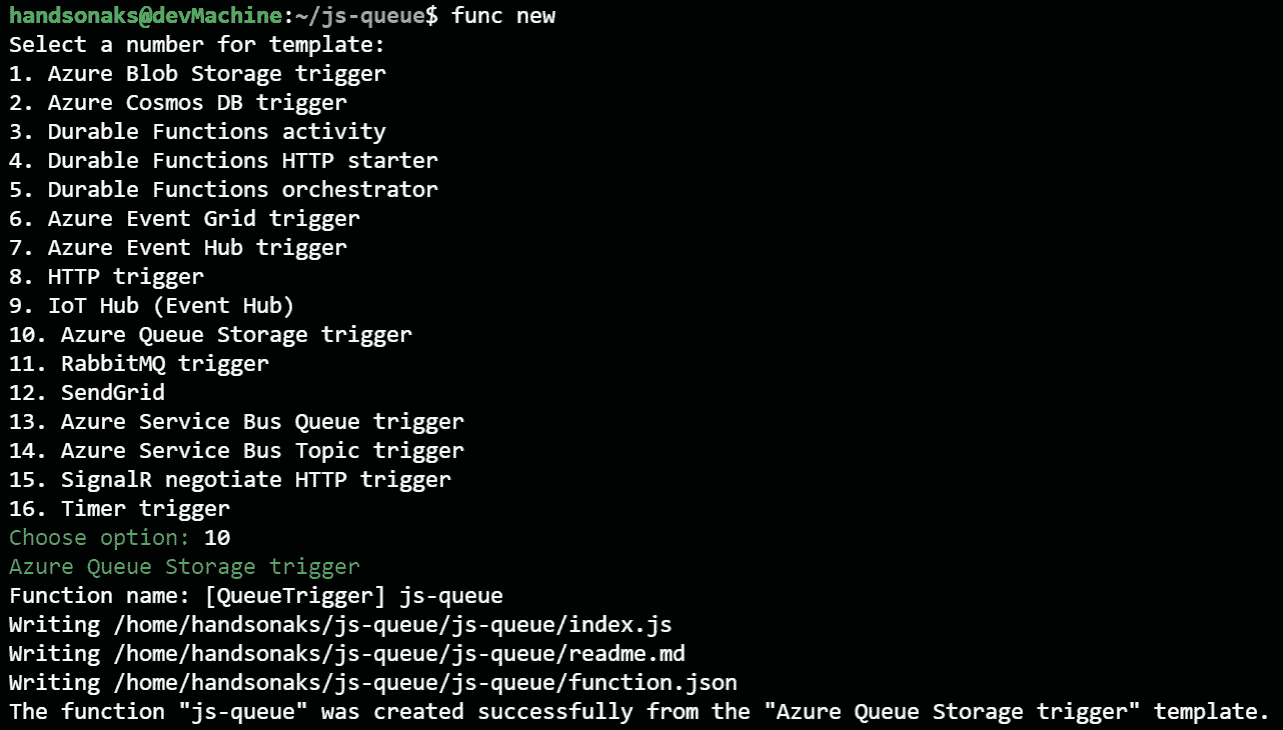 handsonaks@devMachine:~/js-queue$ func new
Select a number for template:
1. Azure Blob Storage trigger
2. Azure Cosmos DB trigger
3. Durable Functions activity
4. Durable Functions HTTP starter
5. Durable Functions orchestrator
6. Azure Event Grid trigger
7. Azure Event Hub trigger
8. HTTP trigger
9. IoT Hub (Event Hub)
10. Azure Queue Storage trigger
11. RabbitMQ trigger
12. SendGrid
13. Azure Service Bus Queue trigger
14. Azure Service Bus Topic trigger
15. SignalR negotiate HTTP trigger
16. Timer trigger
Choose option: 10
Azure Queue Storage trigger
Function name: [QueueTrigger] js-queue
Writing /home/handsonaks/js-queue/js-queue/index.js
Writing /home/handsonaks/js-queue/js-queue/readme.md
Writing /home/handsonaks/js-queue/js-queue/function.json
The function "js-queue" was created successfully from the "Azure Queue Storage trigger" template.